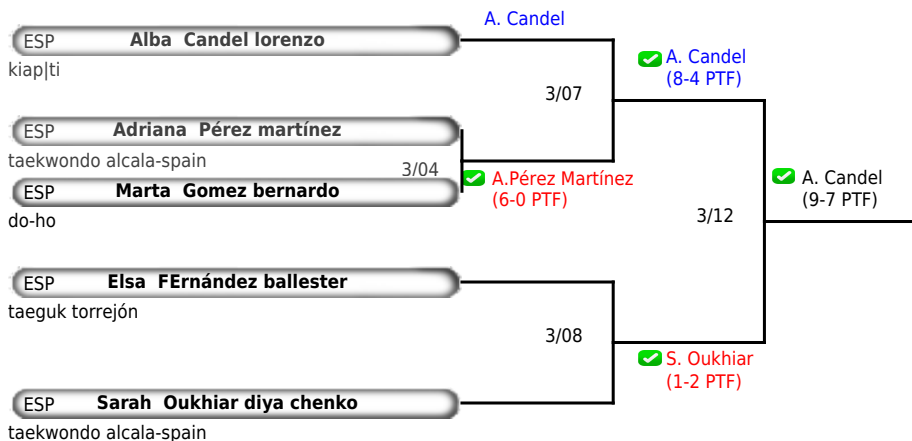 A. Candel
ESP Alba Candel lorenzo
kiap|ti
3/07
A. Candel
(8-4 PTF)
ESP Adriana Pérez martínez
taekwondo alcala-spain
3/04
A.Pérez Martínez
(6-0 PTF)
ESP Marta Gomez bernardo
do-ho
A. Candel
(9-7 PTF)
3/12
ESP Elsa FErnández ballester
taeguk torrejón
3/08
S. Oukhiar
(1-2 PTF)
ESP Sarah Oukhiar diya chenko
taekwondo alcala-spain